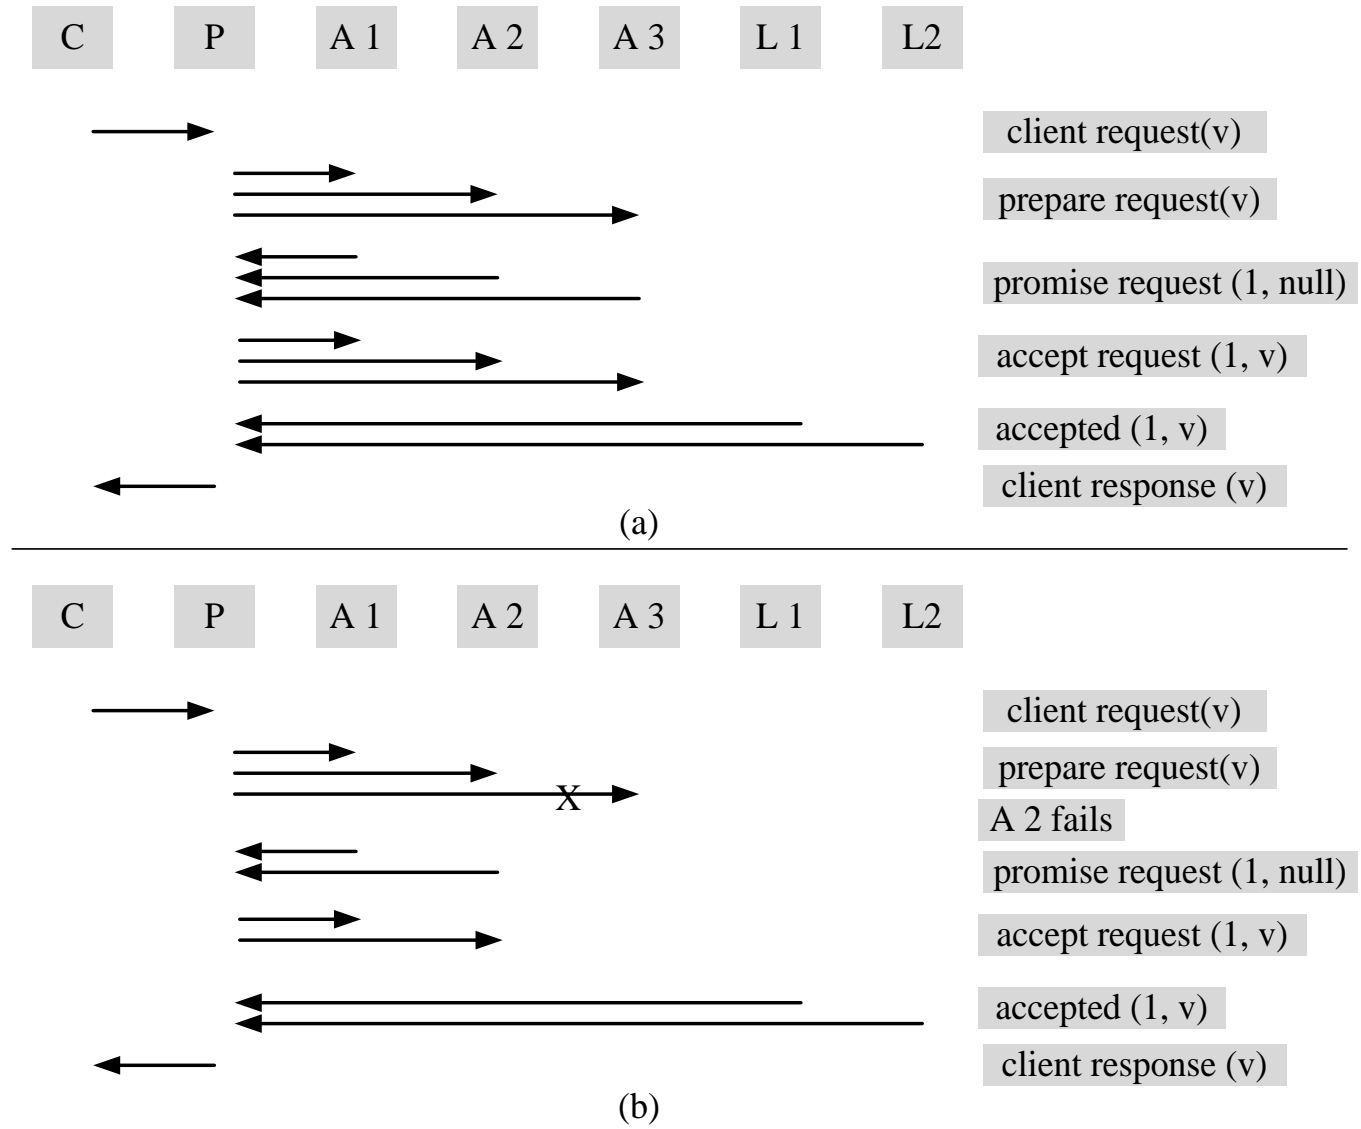 C P A 1 A 2 A 3 L 1 L2
client request(v)
prepare request(v)
promise request (1, null)
accept request (1, v)
accepted (1, v)
client response (v)
(a)
C P A 1 A 2 A 3 L 1 L2
client request(v)
prepare request(v)
X
A 2 fails
promise request (1, null)
accept request (1, v)
accepted (1, v)
client response (v)
(b)